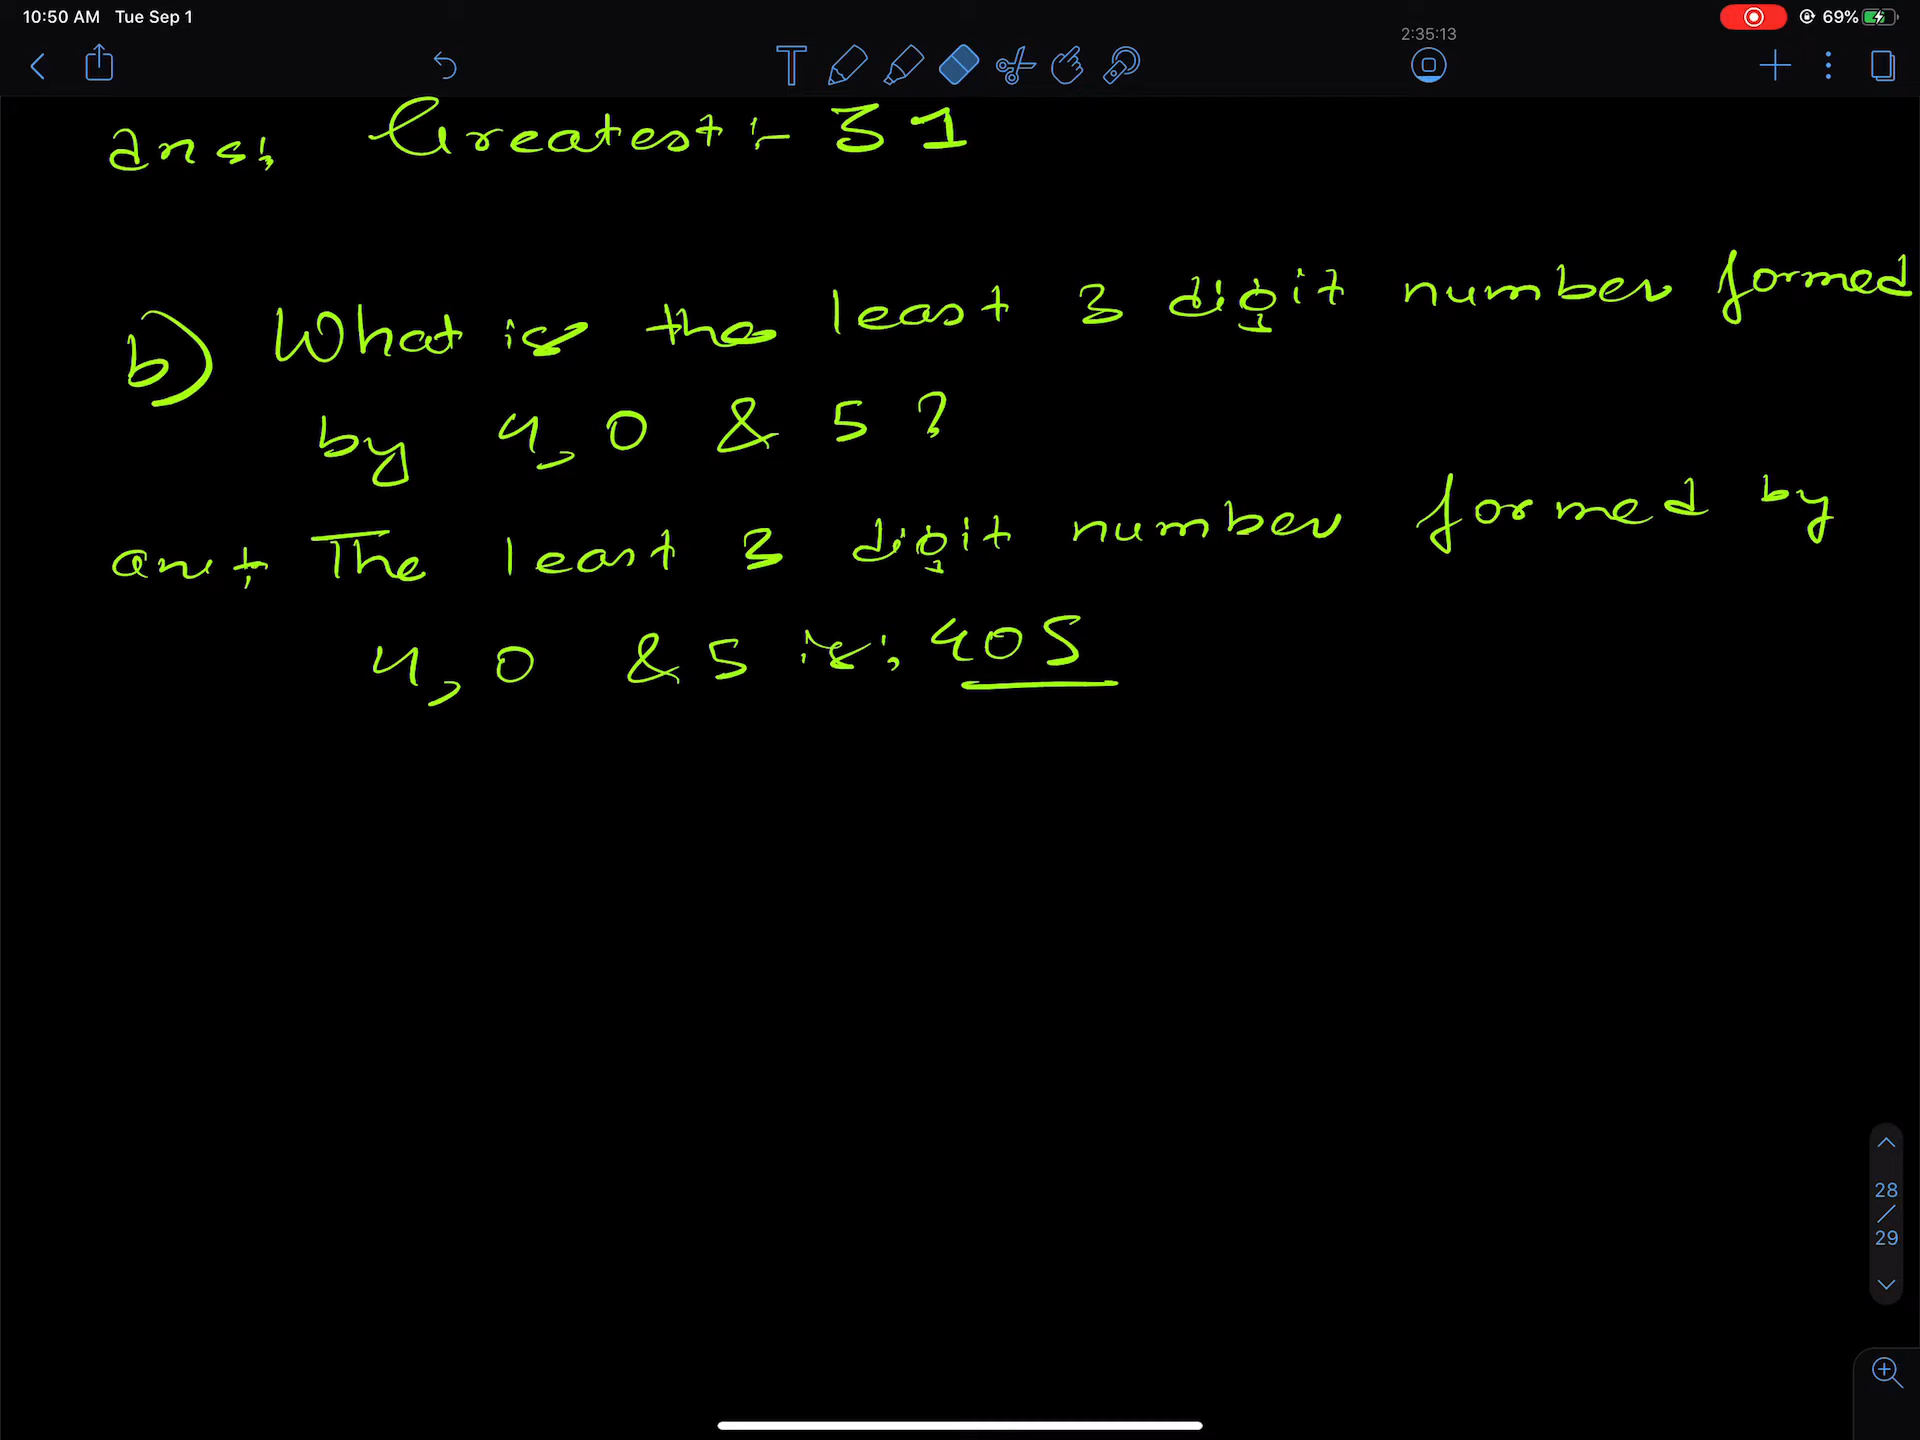 10:50 AM Tue Sep 1
69%
2:35:13
T
ans: Greatest :- 31
b) What is the least 3 digit number formed
by 4, 0 & 5 ?
ans: The least 3 digit number formed by
4, 0 & 5 is: 405
28
/
29